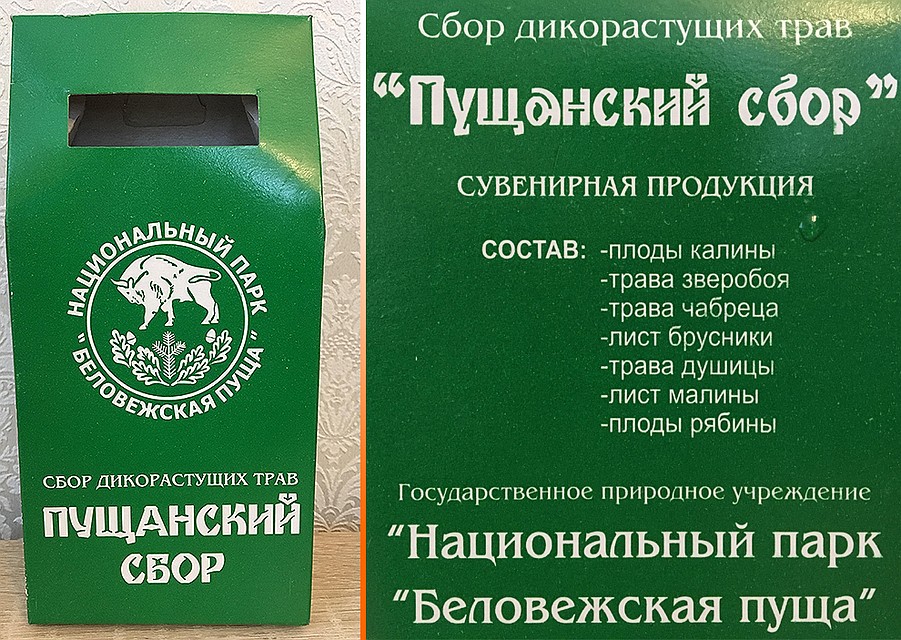 НАЦИОНАЛЬНЫЙ ПАРК
"БЕЛОВЕЖСКАЯ ПУЩА"
СБОР ДИКОРАСТУЩИХ ТРАВ
ПУЩАНСКИЙ
СБОР
Сбор дикорастущих трав
“Пущанский сбор”
СУВЕНИРНАЯ ПРОДУКЦИЯ
СОСТАВ: -плоды калины
-трава зверобоя
-трава чабреца
-лист брусники
-трава душицы
-лист малины
-плоды рябины
Государственное природное учреждение
“Национальный парк
“Беловежская пуща”